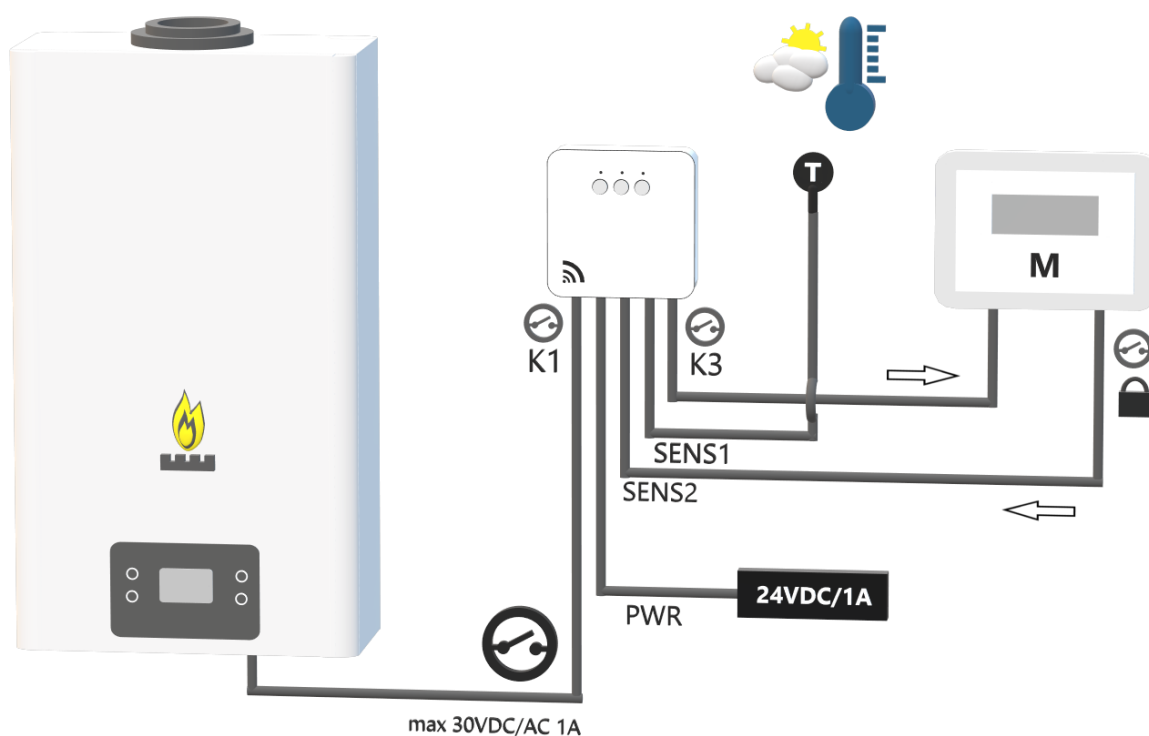 T
M
K1
K3
SENS1
SENS2
24VDC/1A
PWR
max 30VDC/AC 1A